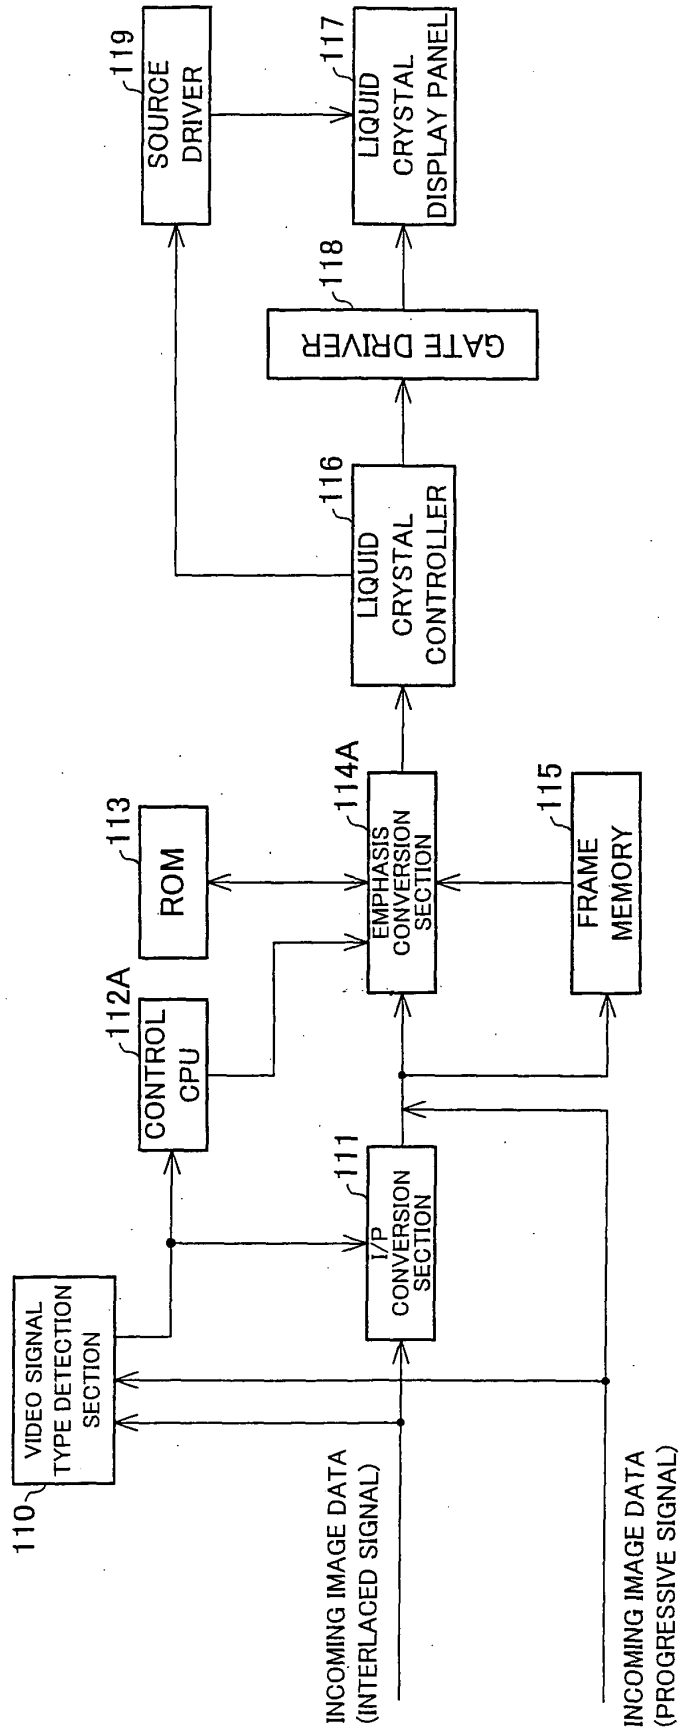 110
VIDEO SIGNAL
TYPE DETECTION
SECTION
112A
CONTROL
CPU
113
ROM
119
SOURCE
DRIVER
111
I/P
CONVERSION
SECTION
114A
EMPHASIS
CONVERSION
SECTION
116
LIQUID
CRYSTAL
CONTROLLER
118
GATE DRIVER
117
LIQUID
CRYSTAL
DISPLAY PANEL
115
FRAME
MEMORY
INCOMING IMAGE DATA
(INTERLACED SIGNAL)
INCOMING IMAGE DATA
(PROGRESSIVE SIGNAL)